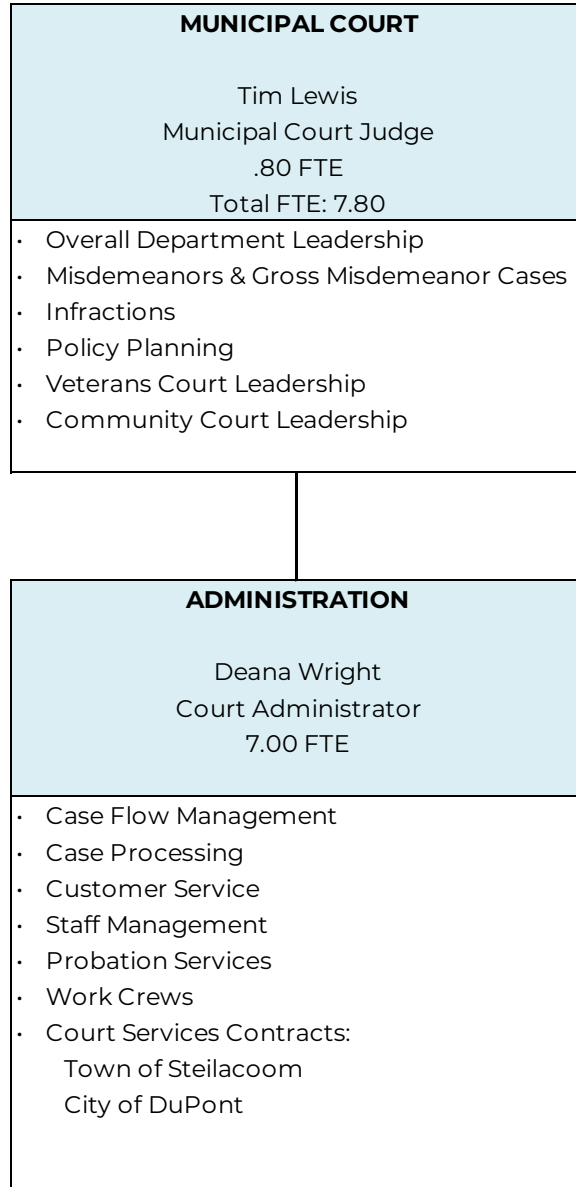 MUNICIPAL COURT
Tim Lewis
Municipal Court Judge
.80 FTE
Total FTE: 7.80
· Overall Department Leadership
· Misdemeanors & Gross Misdemeanor Cases
· Infractions
· Policy Planning
· Veterans Court Leadership
· Community Court Leadership
ADMINISTRATION
Deana Wright
Court Administrator
7.00 FTE
· Case Flow Management
· Case Processing
· Customer Service
· Staff Management
· Probation Services
· Work Crews
· Court Services Contracts:
Town of Steilacoom
City of DuPont